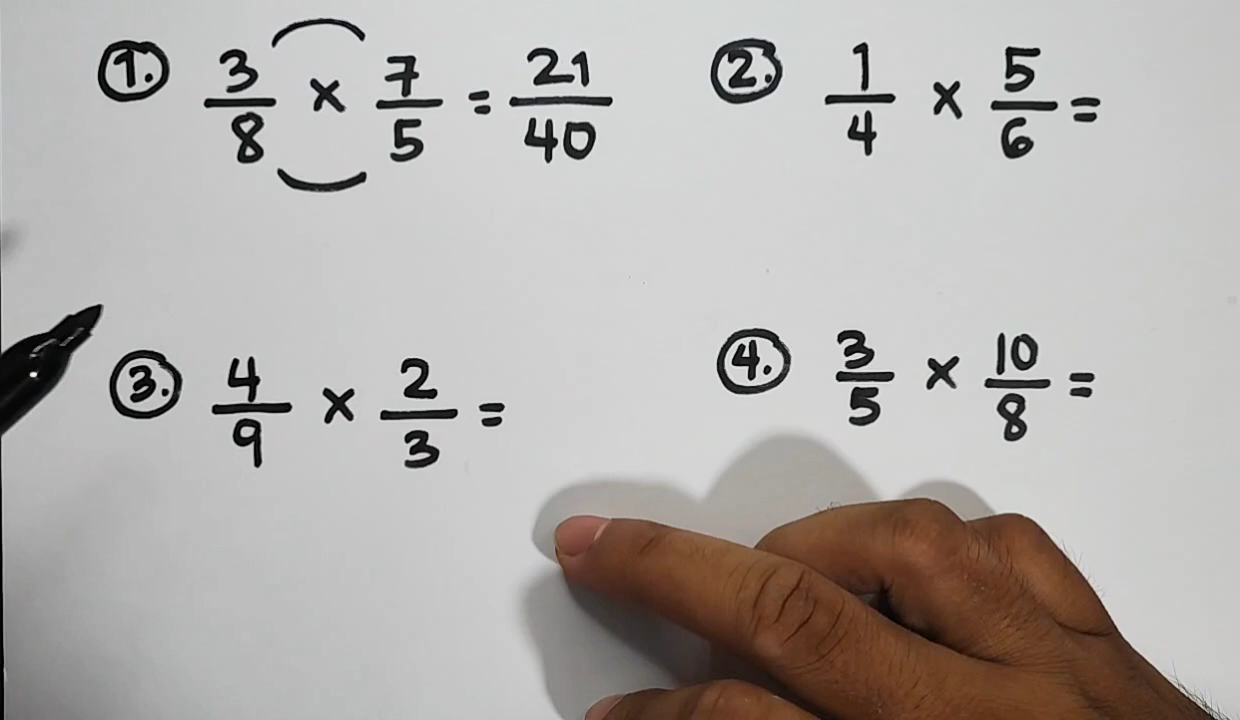 1. 3/8 × 7/5 = 21/40
2. 1/4 × 5/6 =
3. 4/9 × 2/3 =
4. 3/5 × 10/8 =